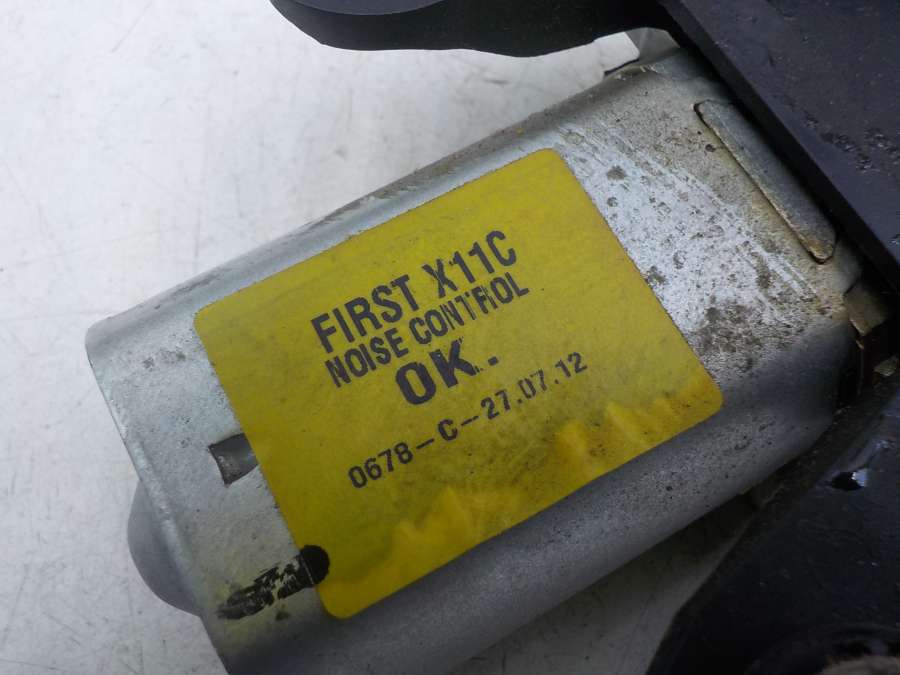 FIRST X11C
NOISE CONTROL
OK.
0678-C-27.07.12